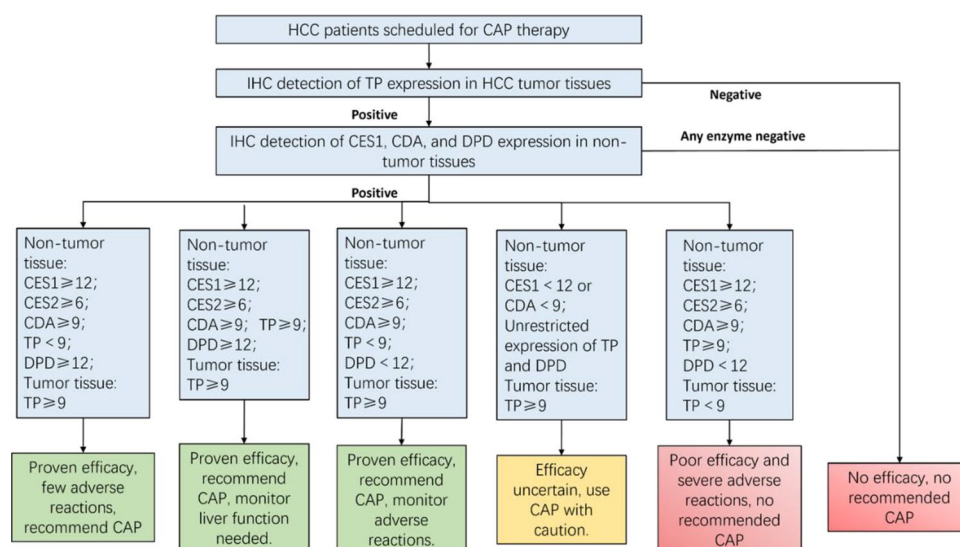 HCC patients scheduled for CAP therapy
IHC detection of TP expression in HCC tumor tissues
Negative
Positive
IHC detection of CES1, CDA, and DPD expression in non-
tumor tissues
Any enzyme negative
Positive
Non-tumor
tissue:
CES1≥12;
CES2≥6;
CDA≥9;
TP<9;
DPD≥12;
Tumor tissue:
TP≥9
Non-tumor
tissue:
CES1≥12;
CES2≥6;
CDA≥9; TP≥9;
DPD≥12;
Tumor tissue:
TP≥9
Non-tumor
tissue:
CES1≥12;
CES2≥6;
CDA≥9;
TP<9;
DPD<12;
Tumor tissue:
TP≥9
Non-tumor
tissue:
CES1<12 or
CDA<9;
Unrestricted
expression of TP
and DPD
Tumor tissue:
TP≥9
Non-tumor
tissue:
CES1≥12;
CES2≥6;
CDA≥9;
TP≥9;
DPD<12
Tumor tissue:
TP<9
Proven efficacy,
few adverse
reactions,
recommend CAP
Proven efficacy,
recommend
CAP, monitor
liver function
needed.
Proven efficacy,
recommend
CAP, monitor
adverse
reactions.
Efficacy
uncertain, use
CAP with
caution.
Poor efficacy and
severe adverse
reactions, no
recommended
CAP
No efficacy, no
recommended
CAP